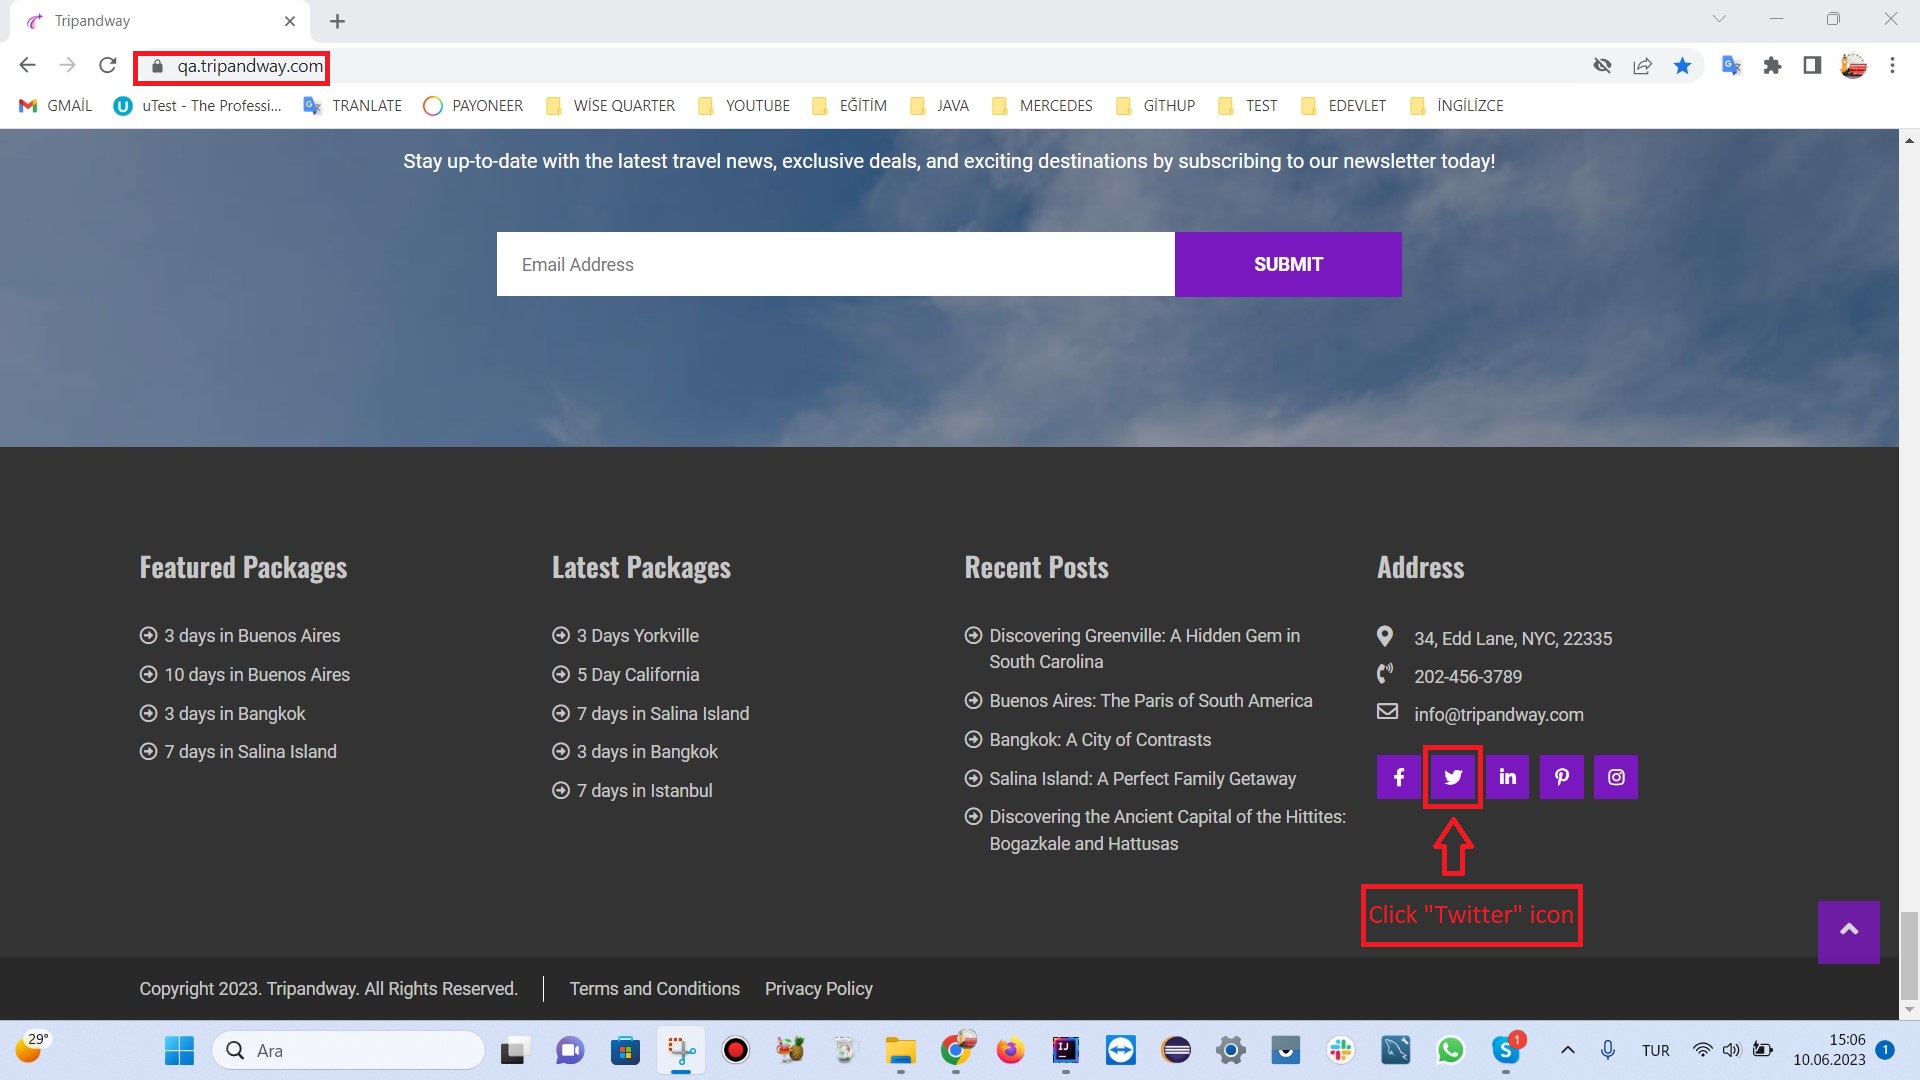 Tripandway
qa.tripandway.com
GMAİL
uTest - The Professi...
TRANLATE
PAYONEER
WİSE QUARTER
YOUTUBE
EĞİTİM
JAVA
MERCEDES
GİTHUP
TEST
EDEVLET
İNGİLİZCE
Stay up-to-date with the latest travel news, exclusive deals, and exciting destinations by subscribing to our newsletter today!
Email Address
SUBMIT
Featured Packages
3 days in Buenos Aires
10 days in Buenos Aires
3 days in Bangkok
7 days in Salina Island
Latest Packages
3 Days Yorkville
5 Day California
7 days in Salina Island
3 days in Bangkok
7 days in Istanbul
Recent Posts
Discovering Greenville: A Hidden Gem in
South Carolina
Buenos Aires: The Paris of South America
Bangkok: A City of Contrasts
Salina Island: A Perfect Family Getaway
Discovering the Ancient Capital of the Hittites:
Bogazkale and Hattusas
Address
34, Edd Lane, NYC, 22335
202-456-3789
info@tripandway.com
Click "Twitter" icon
Copyright 2023. Tripandway. All Rights Reserved.
Terms and Conditions
Privacy Policy
29°
Ara
IJ
S
1
TUR
15:06
10.06.2023
1